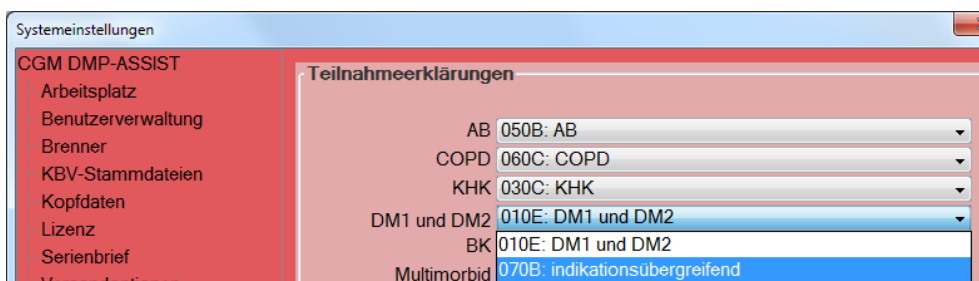 Systemeinstellungen
CGM DMP-ASSIST
Arbeitsplatz
Benutzerverwaltung
Brenner
KBV-Stammdateien
Kopfdaten
Lizenz
Serienbrief
Teilnahmeerklärungen
AB 050B: AB
COPD 060C: COPD
KHK 030C: KHK
DM1 und DM2 010E: DM1 und DM2
BK 010E: DM1 und DM2
Multimorbid 070B: indikationsübergreifend